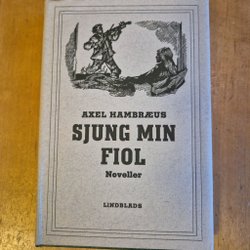 AXEL HAMBRÆUS
SJUNG MIN
FIOL
Noveller
LINDBLADS